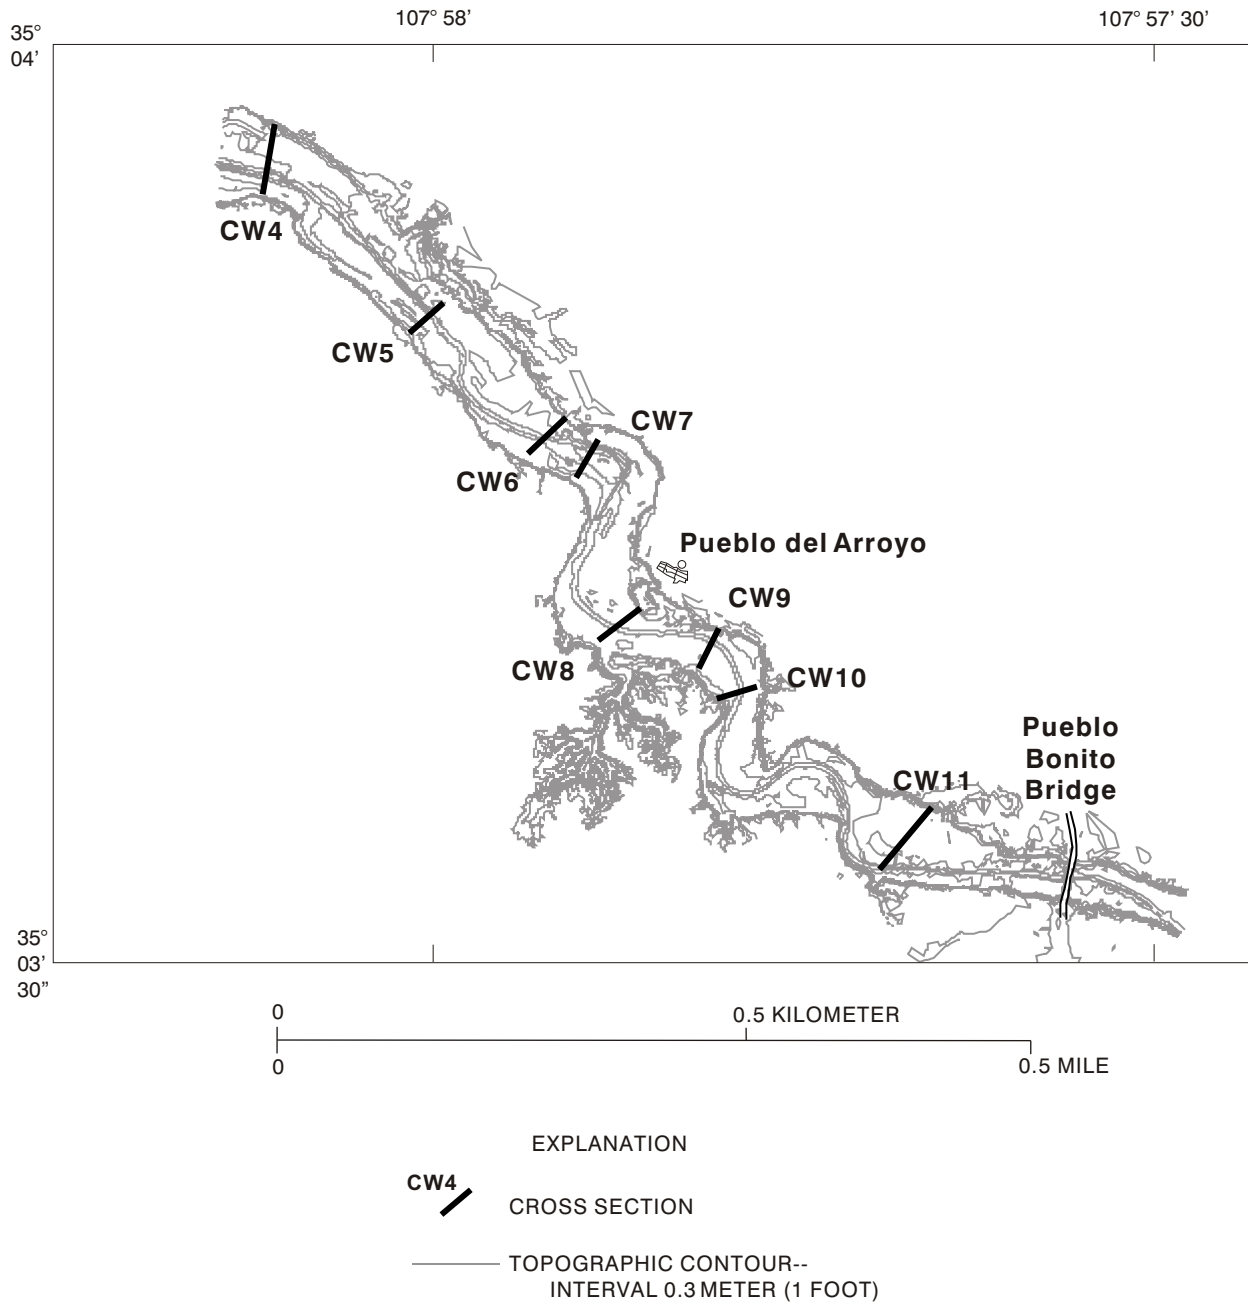 107° 58’
107° 57’ 30’
35°
04’
CW4
CW5
CW7
CW6
Pueblo del Arroyo
CW9
CW8
CW10
Pueblo
Bonito
Bridge
CW11
35°
03’
30”
0
0.5 KILOMETER
0
0.5 MILE
EXPLANATION
CW4
CROSS SECTION
TOPOGRAPHIC CONTOUR--
INTERVAL 0.3 METER (1 FOOT)